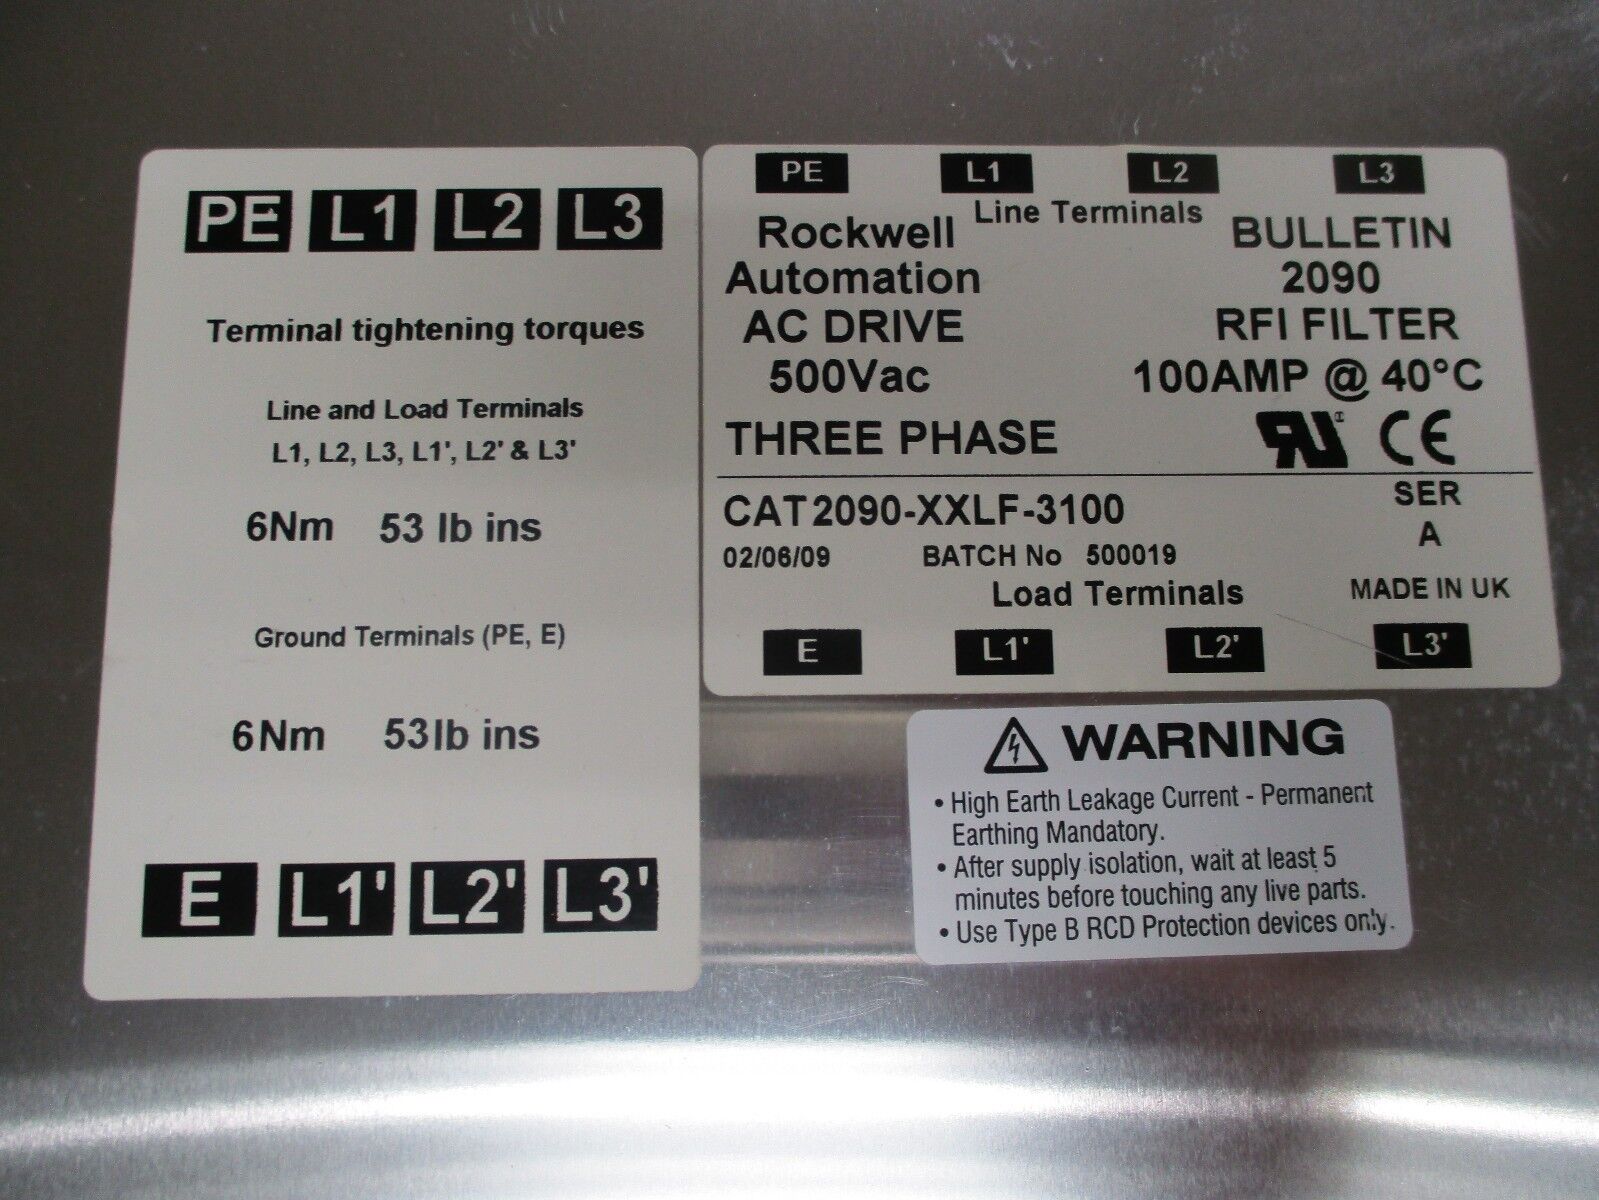 PE L1 L2 L3
Terminal tightening torques
Line and Load Terminals
L1, L2, L3, L1', L2' & L3'
6Nm 53 lb ins
Ground Terminals (PE, E)
6Nm 53lb ins
E L1' L2' L3'
PE L1 L2 L3
Line Terminals
Rockwell BULLETIN
Automation 2090
AC DRIVE RFI FILTER
500Vac 100AMP @ 40°C
THREE PHASE RU CE
CAT2090-XXLF-3100 SER
02/06/09 BATCH No 500019 A
Load Terminals MADE IN UK
E L1' L2' L3'
WARNING
• High Earth Leakage Current - Permanent
Earthing Mandatory.
• After supply isolation, wait at least 5
minutes before touching any live parts.
• Use Type B RCD Protection devices only.